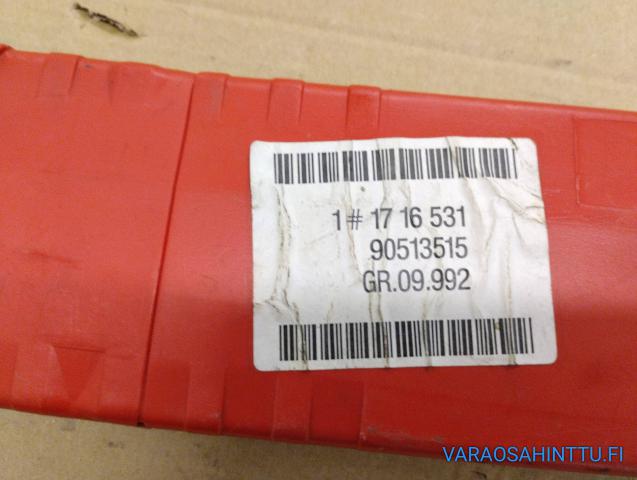 1# 17 16 531
90513515
GR.09.992
VARAOSAHINTTU.FI